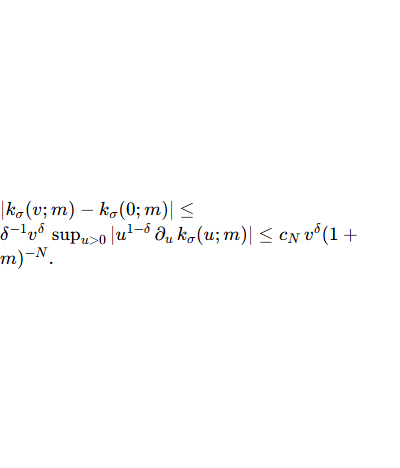 |k_σ(v; m) − k_σ(0; m)| ≤
δ^{−1}v^δ sup_{u>0} |u^{1−δ} ∂_u k_σ(u; m)| ≤ c_N v^δ(1 +
m)^{−N}.